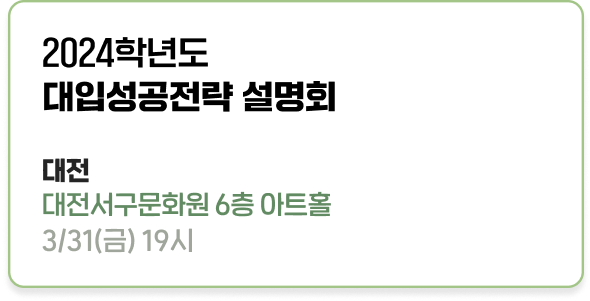 2024학년도
대입성공전략 설명회
대전
대전서구문화원 6층 아트홀
3/31(금) 19시